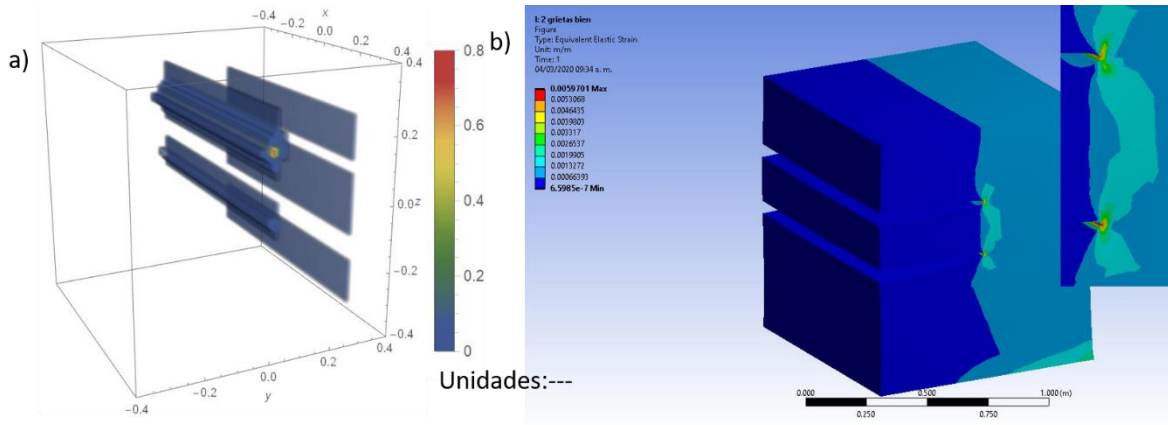 a)
x
-0.4
-0.2
0.0
0.2
0.4
0.4
0.2
0.0
z
-0.2
-0.4
-0.4
-0.2
0.0
0.2
0.4
y
0.8
0.6
0.4
0.2
0
Unidades:---
b)
I: 2 grietas bien
Figure
Type: Equivalent Elastic Strain
Unit: m/m
Time: 1
04/03/2020 09:34 a. m.
0.0059701 Max
0.0053068
0.0046435
0.0039803
0.003317
0.0026537
0.0019905
0.0013272
0.00066393
6.5985e-7 Min
0.000
0.500
1.000 (m)
0.250
0.750